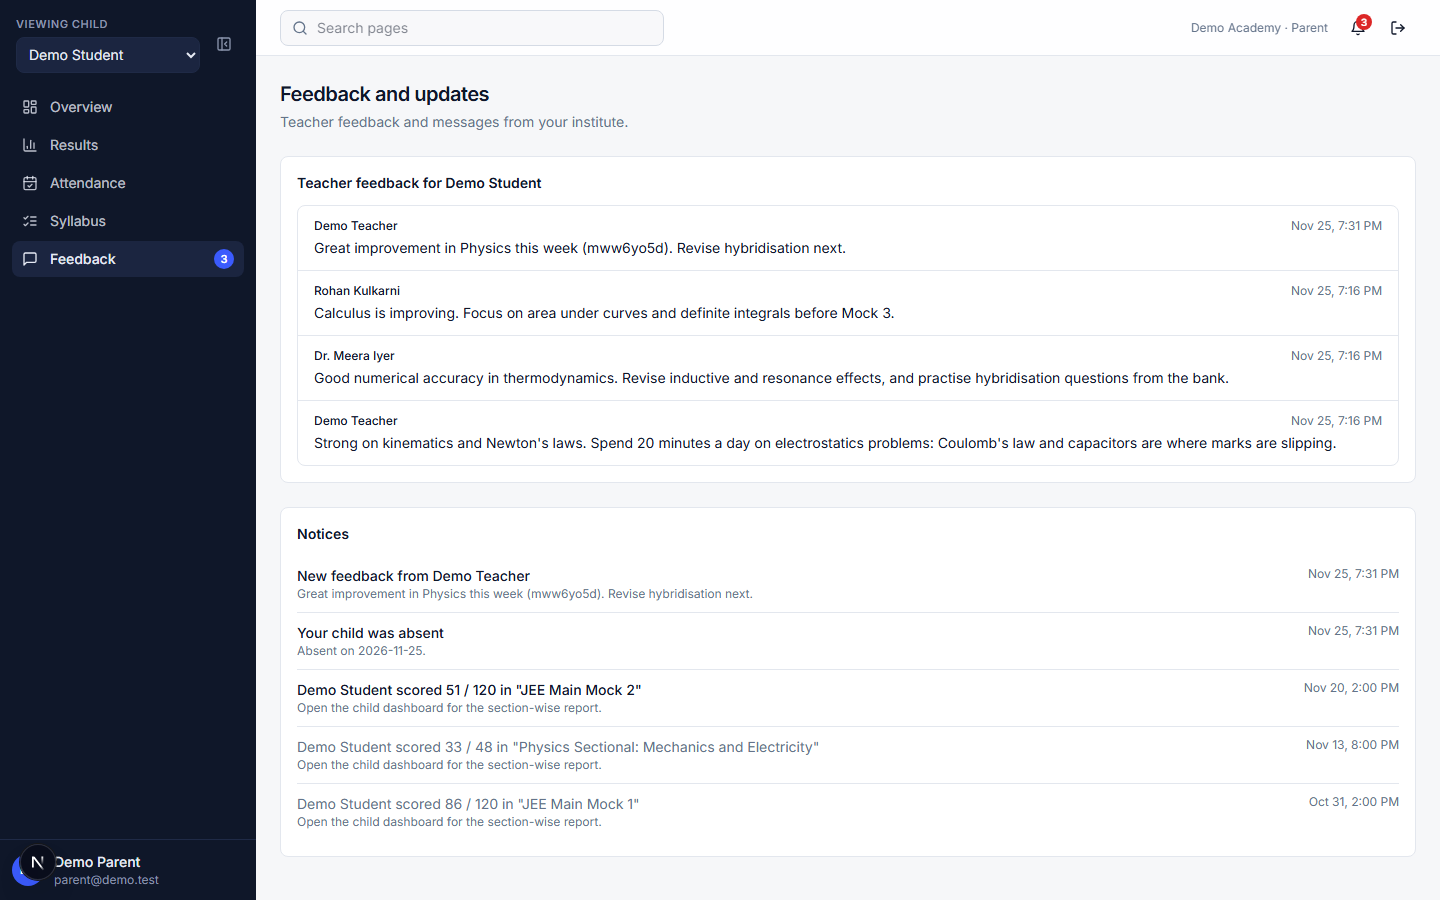 VIEWING CHILD
Demo Student
Overview
Results
Attendance
Syllabus
Feedback 3
N Demo Parent
parent@demo.test
Search pages
Demo Academy · Parent 3
Feedback and updates
Teacher feedback and messages from your institute.
Teacher feedback for Demo Student
Demo Teacher Nov 25, 7:31 PM
Great improvement in Physics this week (mww6yo5d). Revise hybridisation next.
Rohan Kulkarni Nov 25, 7:16 PM
Calculus is improving. Focus on area under curves and definite integrals before Mock 3.
Dr. Meera Iyer Nov 25, 7:16 PM
Good numerical accuracy in thermodynamics. Revise inductive and resonance effects, and practise hybridisation questions from the bank.
Demo Teacher Nov 25, 7:16 PM
Strong on kinematics and Newton's laws. Spend 20 minutes a day on electrostatics problems: Coulomb's law and capacitors are where marks are slipping.
Notices
New feedback from Demo Teacher Nov 25, 7:31 PM
Great improvement in Physics this week (mww6yo5d). Revise hybridisation next.
Your child was absent Nov 25, 7:31 PM
Absent on 2026-11-25.
Demo Student scored 51 / 120 in "JEE Main Mock 2" Nov 20, 2:00 PM
Open the child dashboard for the section-wise report.
Demo Student scored 33 / 48 in "Physics Sectional: Mechanics and Electricity" Nov 13, 8:00 PM
Open the child dashboard for the section-wise report.
Demo Student scored 86 / 120 in "JEE Main Mock 1" Oct 31, 2:00 PM
Open the child dashboard for the section-wise report.